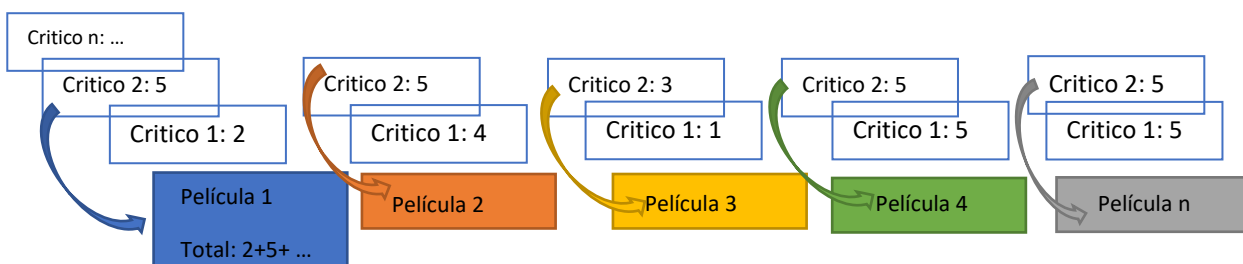 Critico n: ...
Critico 2: 5
Critico 1: 2
Película 1
Total: 2+5+ ...
Critico 2: 5
Critico 1: 4
Película 2
Critico 2: 3
Critico 1: 1
Película 3
Critico 2: 5
Critico 1: 5
Película 4
Critico 2: 5
Critico 1: 5
Película n